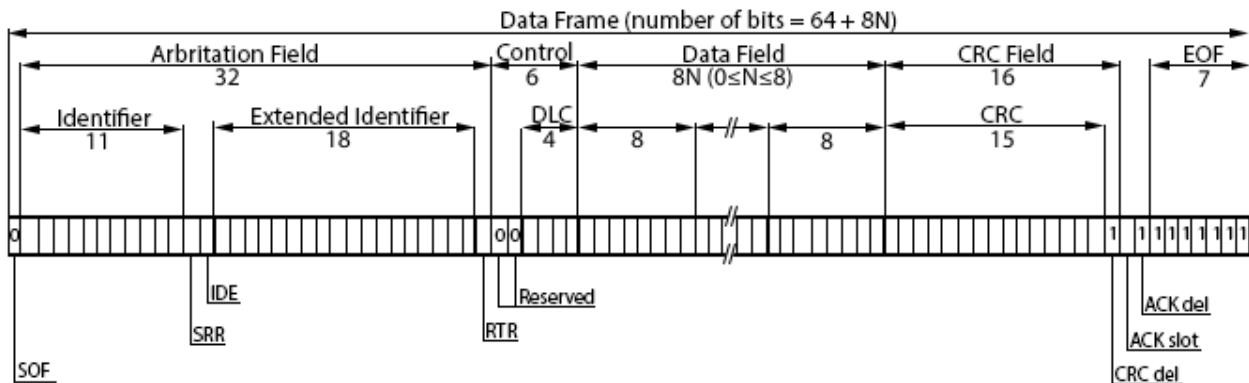 Data Frame (number of bits = 64 + 8N)
Arbritation Field Control Data Field CRC Field EOF
32 6 8N (0≤N≤8) 16 7
Identifier Extended Identifier DLC CRC
11 18 4 8 // 8 15
0 0 0 // 1 1 1 1 1 1 1 1 1
IDE Reserved ACK del
SRR RTR ACK slot
SOF CRC del